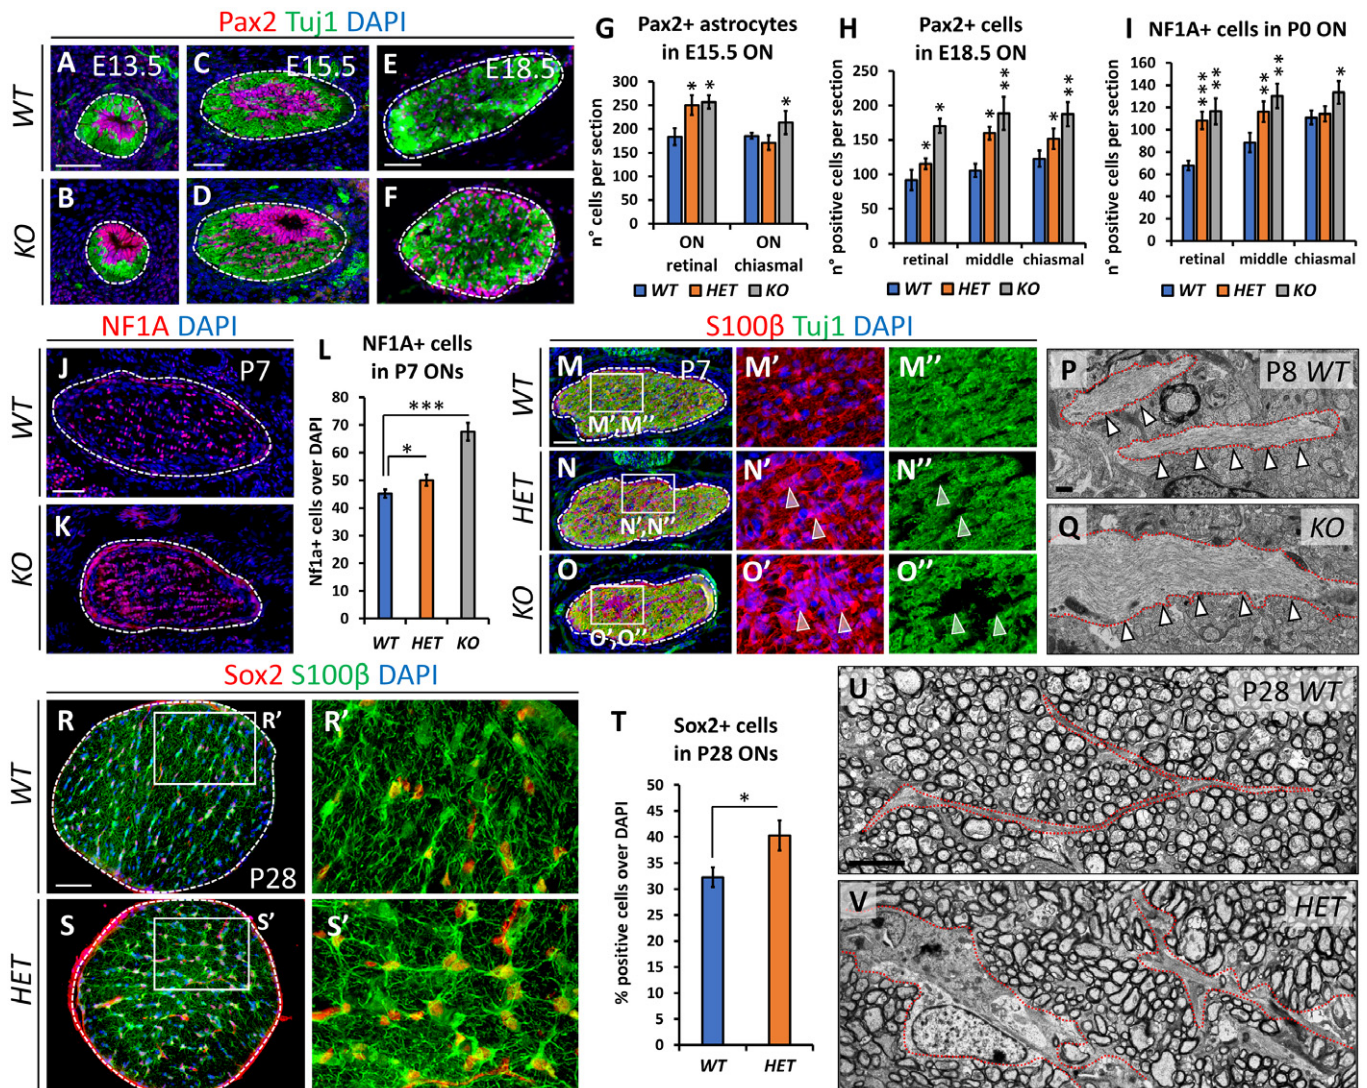 Pax2 Tuj1 DAPI
WT
KO
A
E13.5
C
E15.5
E
E18.5
B
D
F
G
Pax2+ astrocytes
in E15.5 ON
n° cells per section
300
250
200
150
100
50
0
*
*
*
ON
retinal
ON
chiasmal
WT HET KO
H
Pax2+ cells
in E18.5 ON
n° positive cells per section
250
200
150
100
50
0
*
*
*
**
*
**
retinal middle chiasmal
WT HET KO
I
NF1A+ cells in P0 ON
n° positive cells per section
160
140
120
100
80
60
40
20
0
***
**
**
**
*
retinal middle chiasmal
WT HET KO
NF1A DAPI
WT
KO
J
P7
K
L
NF1A+ cells
in P7 ONs
Nf1a+ cells over DAPI
80
70
60
50
40
30
20
10
0
***
*
WT HET KO
S100β Tuj1 DAPI
WT
HET
KO
M
P7
M',M''
M'
M''
N
N',N''
N'
N''
O
O',O''
O'
O''
P
P8 WT
Q
KO
Sox2 S100β DAPI
WT
HET
R
R'
P28
R'
S
S'
S'
T
Sox2+ cells
in P28 ONs
% positive cells over DAPI
50
45
40
35
30
25
20
15
10
5
0
*
WT HET
U
P28 WT
V
HET